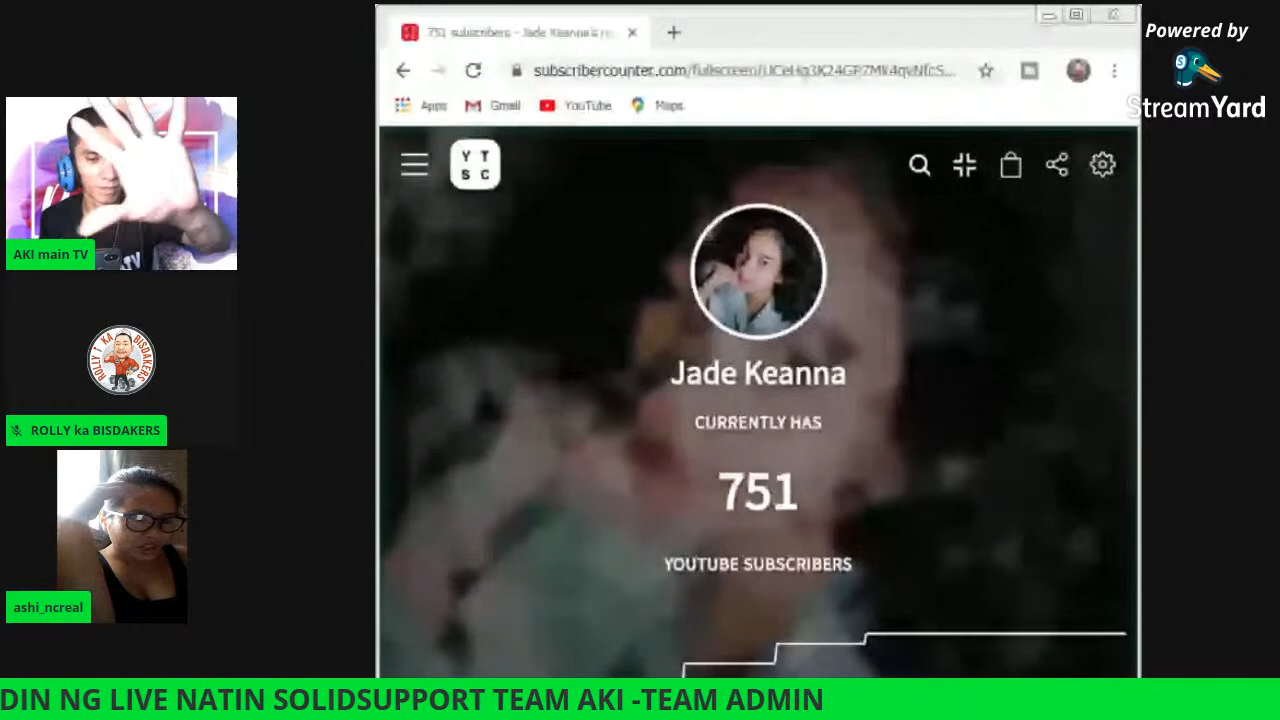 751 subscribers - Jade Keanna's
subscribercounter.com/fullscreen/
Apps
Gmail
YouTube
Maps
Powered by
StreamYard
Y T
S C
Jade Keanna
CURRENTLY HAS
751
YOUTUBE SUBSCRIBERS
AKI main TV
ROLLY ka BISDAKERS
ashi_ncreal
DIN NG LIVE NATIN SOLIDSUPPORT TEAM AKI -TEAM ADMIN